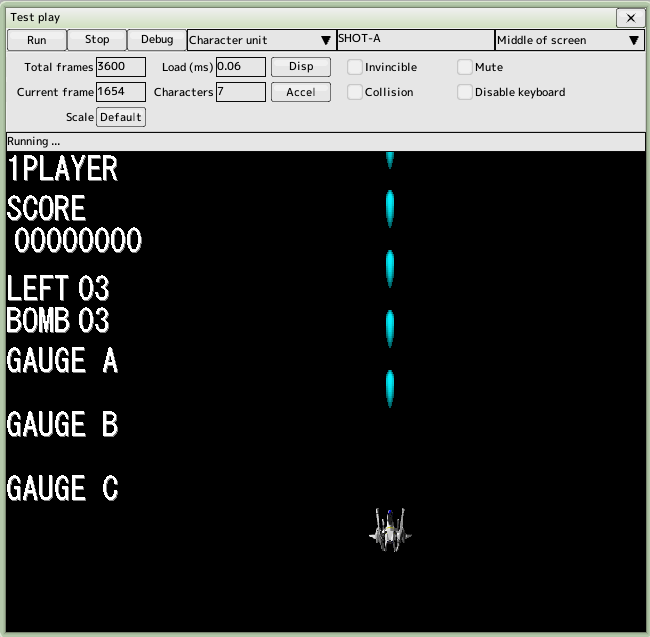 Test play
Run Stop Debug Character unit SHOT-A Middle of screen
Total frames 3600 Load (ms) 0.06 Disp Invincible Mute
Current frame 1654 Characters 7 Accel Collision Disable keyboard
Scale Default
Running ...
1PLAYER
SCORE
00000000
LEFT 03
BOMB 03
GAUGE A
GAUGE B
GAUGE C